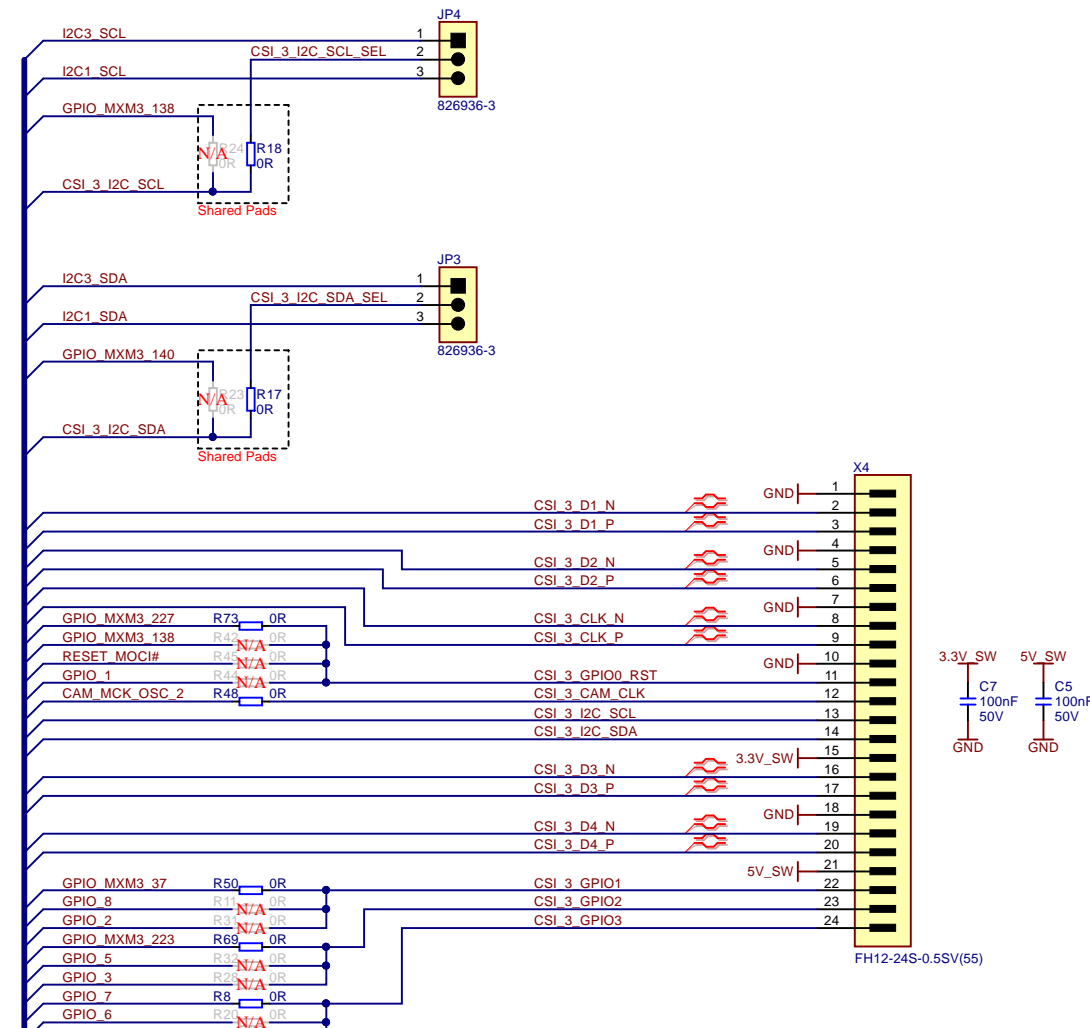 JP4
I2C3_SCL 1
CSI_3_I2C_SCL_SEL 2
I2C1_SCL 3
826936-3
GPIO_MXM3_138
N/A R24 0R
R18 0R
CSI_3_I2C_SCL
Shared Pads
JP3
I2C3_SDA 1
CSI_3_I2C_SDA_SEL 2
I2C1_SDA 3
826936-3
GPIO_MXM3_140
N/A R23 0R
R17 0R
CSI_3_I2C_SDA
Shared Pads
X4
GND 1
CSI_3_D1_N 2
CSI_3_D1_P 3
GND 4
CSI_3_D2_N 5
CSI_3_D2_P 6
GND 7
GPIO_MXM3_227 R73 0R CSI_3_CLK_N 8
GPIO_MXM3_138 R42 N/A 0R CSI_3_CLK_P 9
RESET_MOCI# R45 N/A 0R GND 10
GPIO_1 R44 N/A 0R CSI_3_GPIO0_RST 11
CAM_MCK_OSC_2 R48 0R CSI_3_CAM_CLK 12
CSI_3_I2C_SCL 13
CSI_3_I2C_SDA 14
3.3V_SW 15
CSI_3_D3_N 16
CSI_3_D3_P 17
GND 18
CSI_3_D4_N 19
CSI_3_D4_P 20
5V_SW 21
GPIO_MXM3_37 R50 0R CSI_3_GPIO1 22
GPIO_8 R11 N/A 0R CSI_3_GPIO2 23
GPIO_2 R31 N/A 0R CSI_3_GPIO3 24
GPIO_MXM3_223 R69 0R
GPIO_5 R32 N/A 0R
FH12-24S-0.5SV(55)
GPIO_3 R28 N/A 0R
GPIO_7 R8 0R
GPIO_6 R20 N/A 0R
3.3V_SW
C7
100nF
50V
GND
5V_SW
C5
100nF
50V
GND